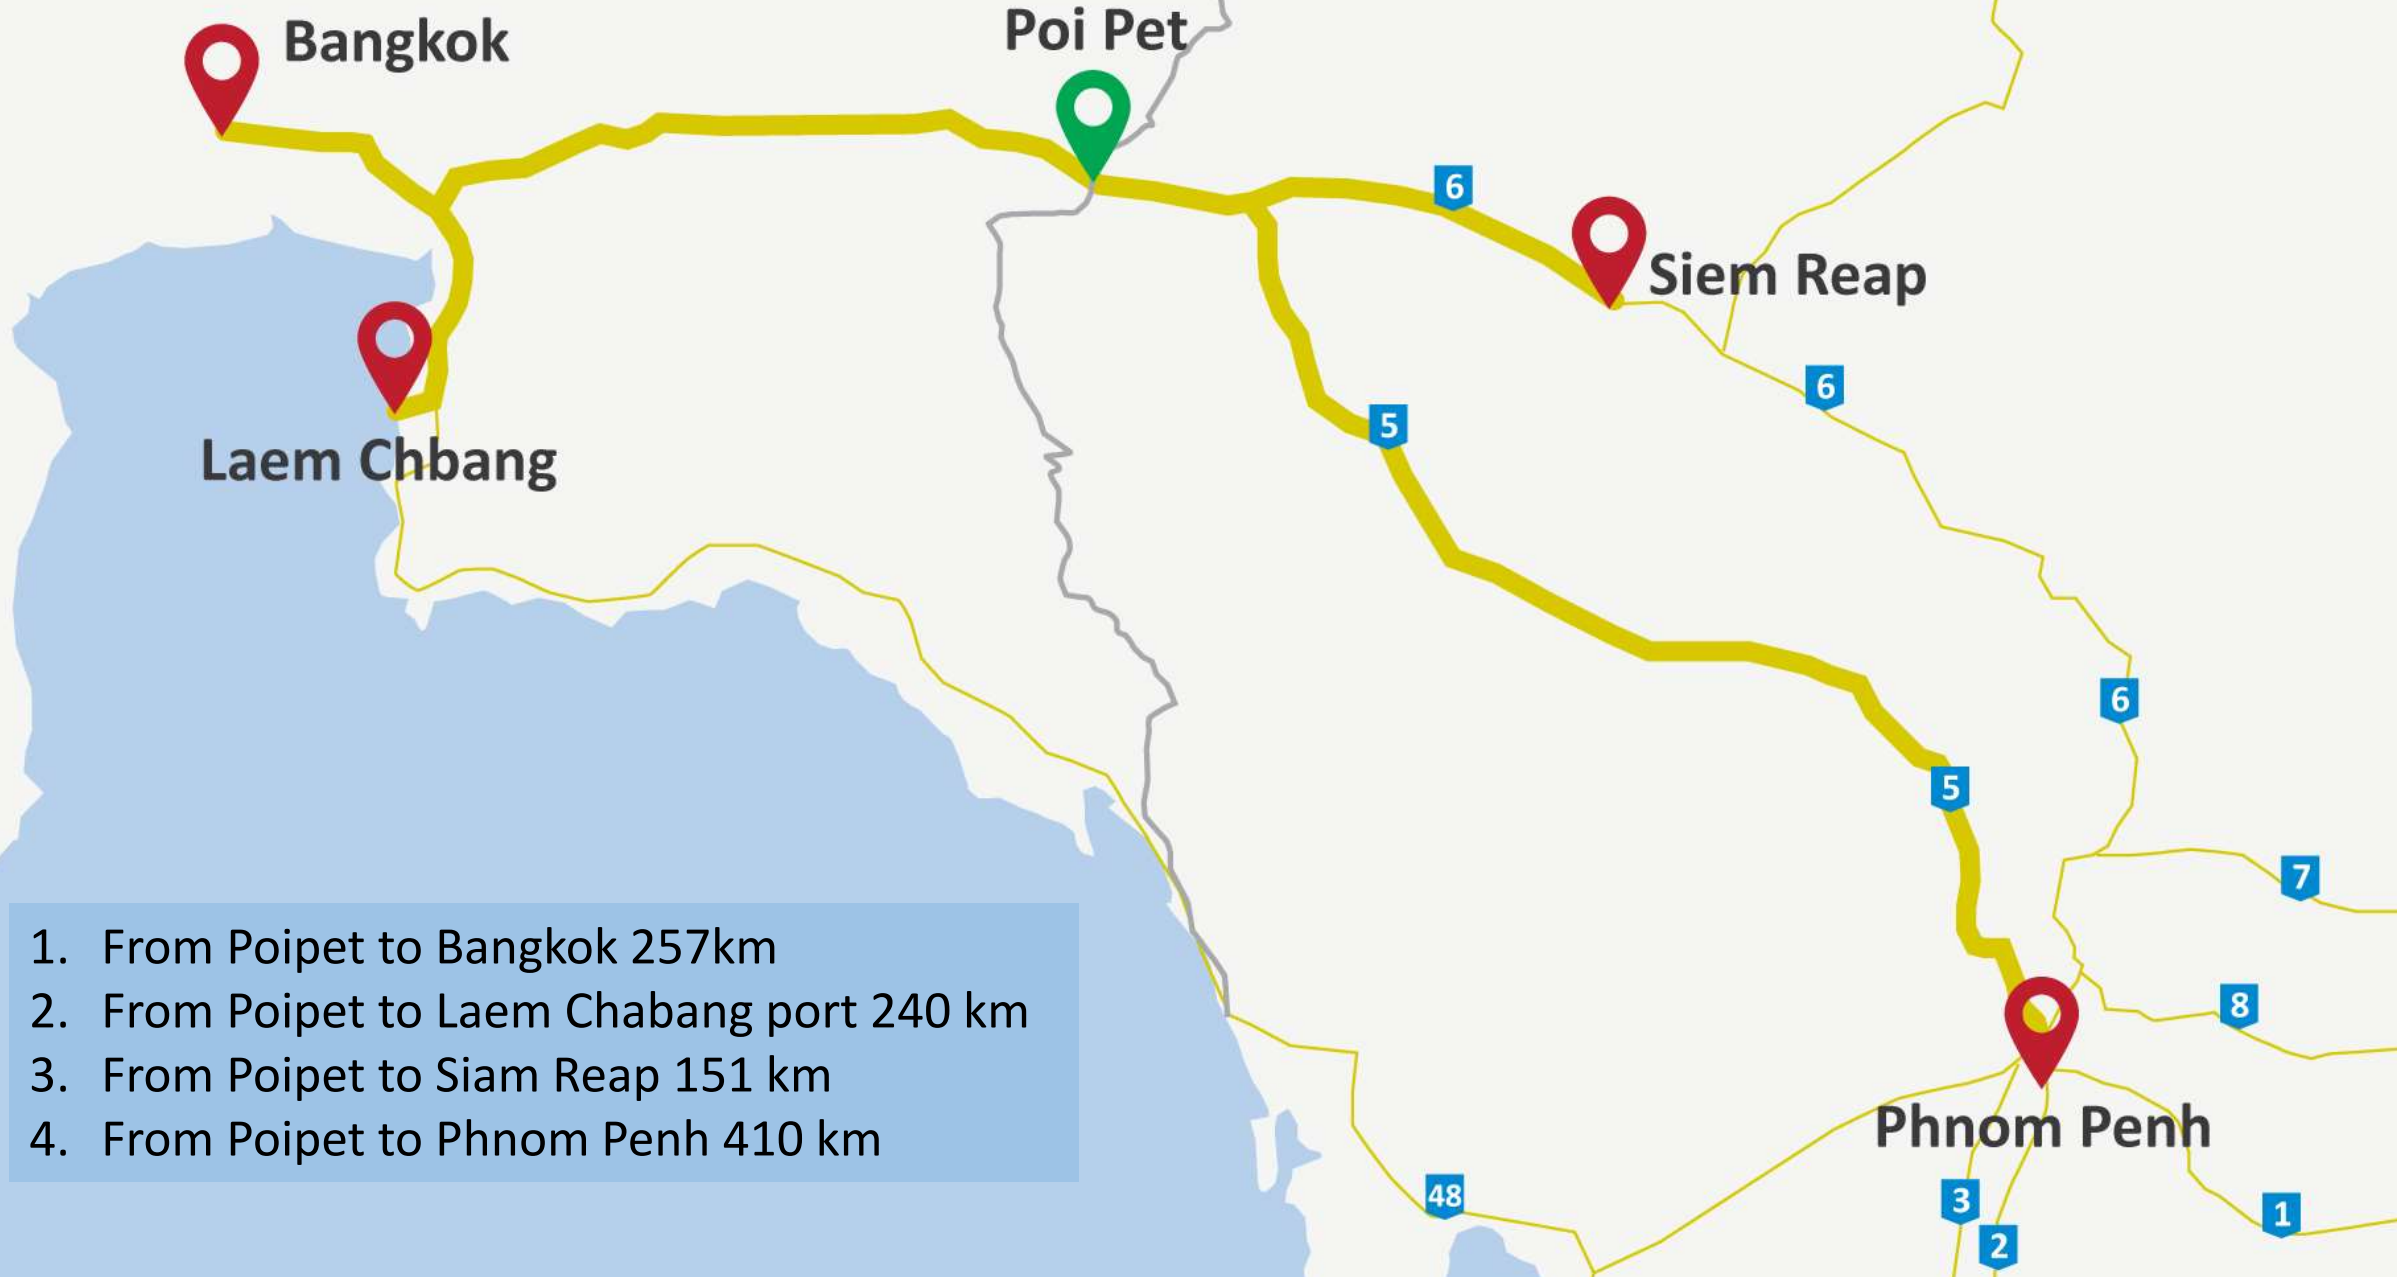 Bangkok
Poi Pet
6
Siem Reap
6
5
Laem Chbang
6
5
7
1. From Poipet to Bangkok 257km
2. From Poipet to Laem Chabang port 240 km
3. From Poipet to Siam Reap 151 km
4. From Poipet to Phnom Penh 410 km
8
Phnom Penh
48
3
1
2